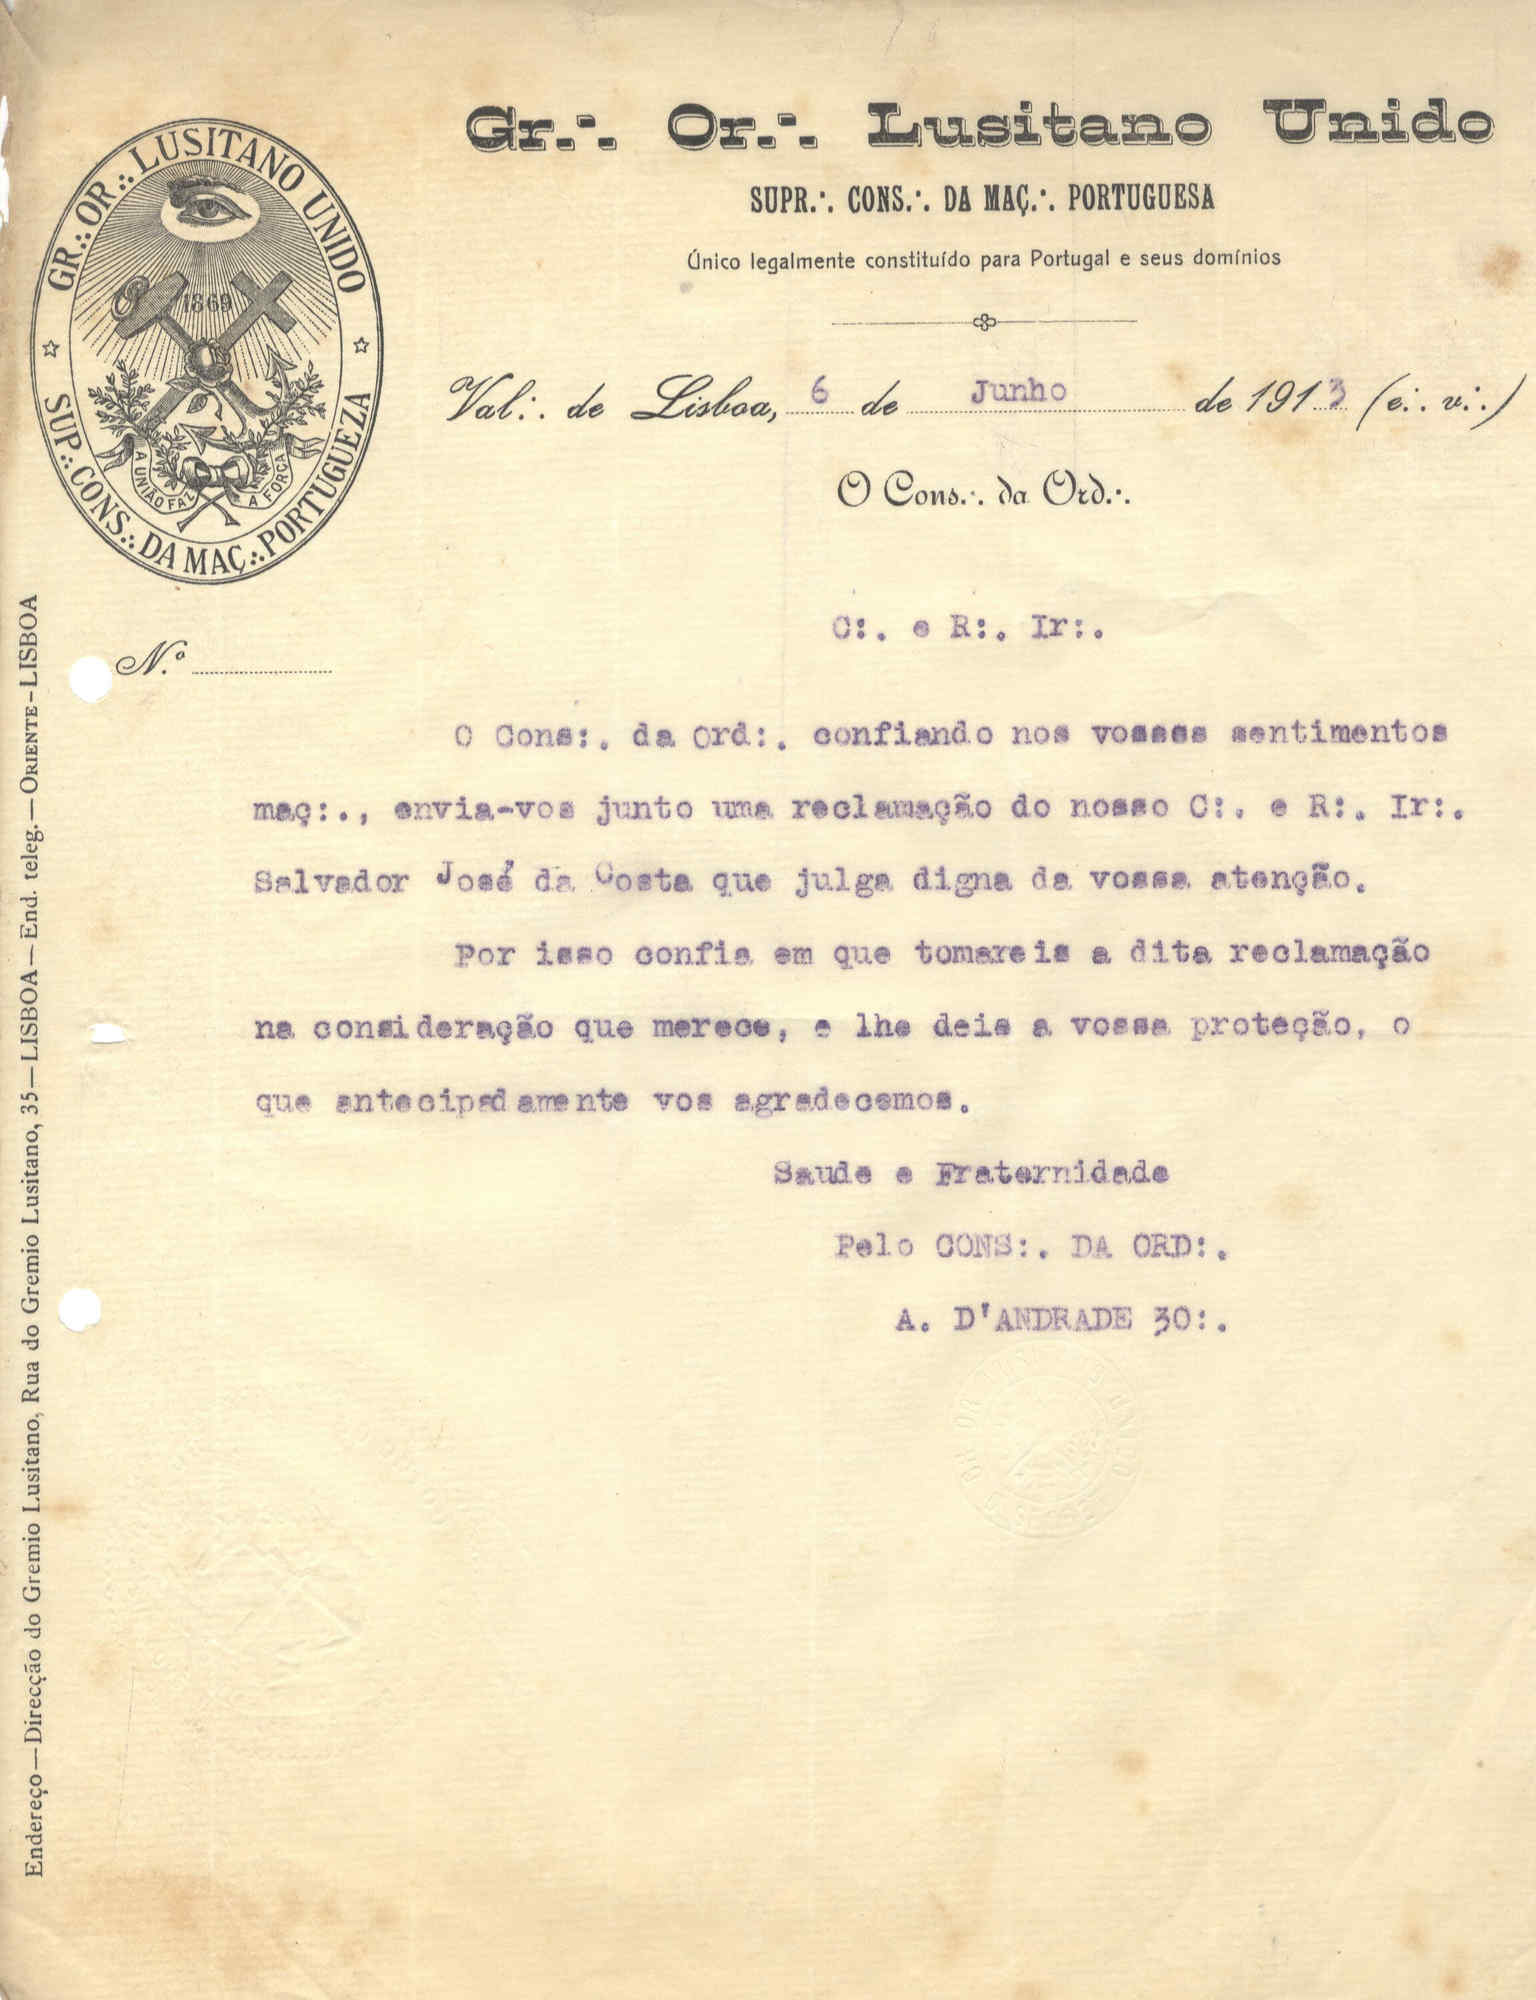 Gr.∙. Or.∙. Lusitano Unido
SUPR.∙. CONS.∙. DA MAÇ.∙. PORTUGUESA
Único legalmente constituído para Portugal e seus domínios
GR.∙. OR.∙. LUSITANO UNIDO
SUP.∙. CONS.∙. DA MAÇ.∙. PORTUGUEZA
1869
A UNIÃO FAZ A FORÇA
Val:. de Lisboa, 6 de Junho de 1913 (e:. v:.)
O Cons.∙. da Ord.∙.
C:. e R:. Ir:.
N.º
O Cons:. da Ord:. confiando nos vossos sentimentos
maç:., envia-vos junto uma reclamação do nosso C:. e R:. Ir:.
Salvador José da Costa que julga digna da vossa atenção.
Por isso confia em que tomareis a dita reclamação
na consideração que merece, e lhe deis a vossa proteção, o
que antecipadamente vos agradecemos.
Saude e Fraternidade
Pelo CONS:. DA ORD:.
A. D'ANDRADE 30:.
Endereço—Direcção do Gremio Lusitano, Rua do Gremio Lusitano, 35—LISBOA—End. teleg.—ORIENTE-LISBOA